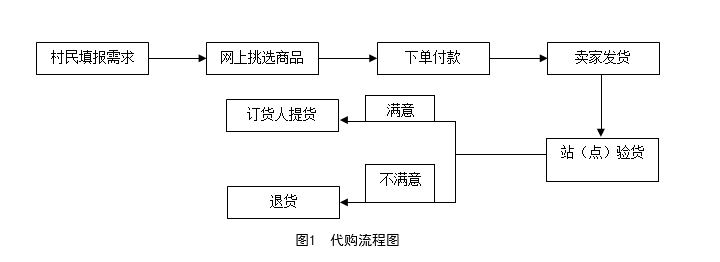 村民填报需求
网上挑选商品
下单付款
卖家发货
订货人提货
满意
站（点）验货
不满意
退货
图1 代购流程图